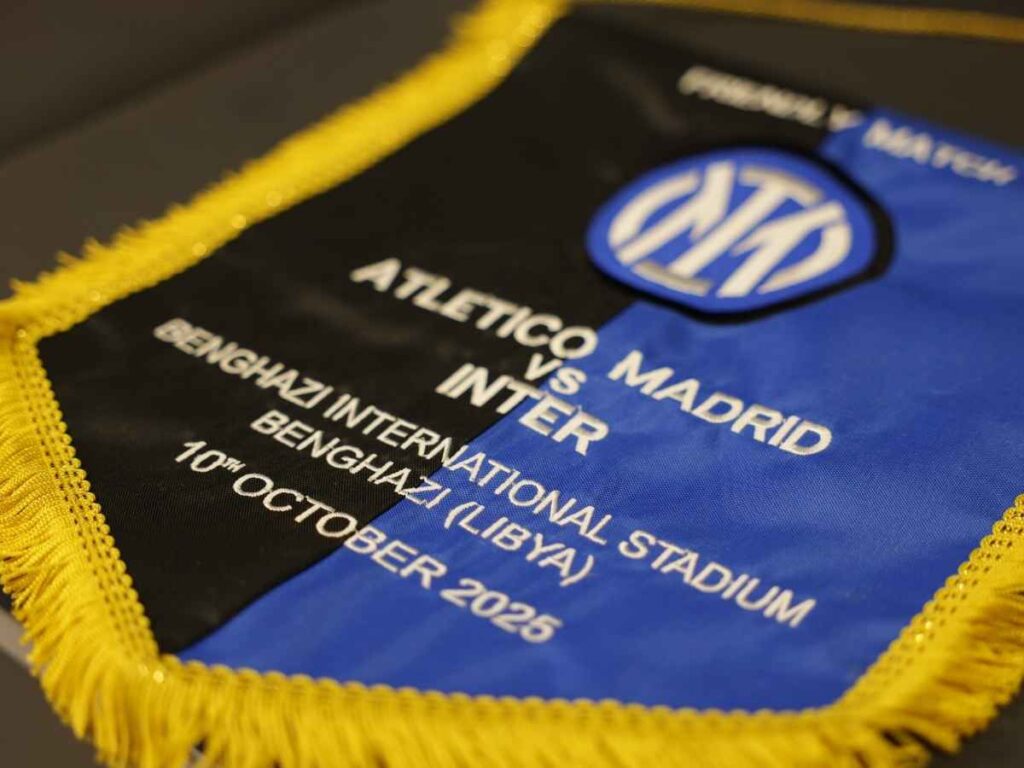 FRIENDLY MATCH
ATLETICO MADRID
VS
INTER
BENGHAZI INTERNATIONAL STADIUM
BENGHAZI (LIBYA)
10TH OCTOBER 2025